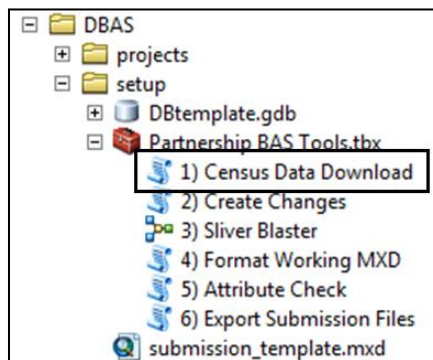 DBAS
projects
setup
DBtemplate.gdb
Partnership BAS Tools.tbx
1) Census Data Download
2) Create Changes
3) Sliver Blaster
4) Format Working MXD
5) Attribute Check
6) Export Submission Files
submission_template.mxd